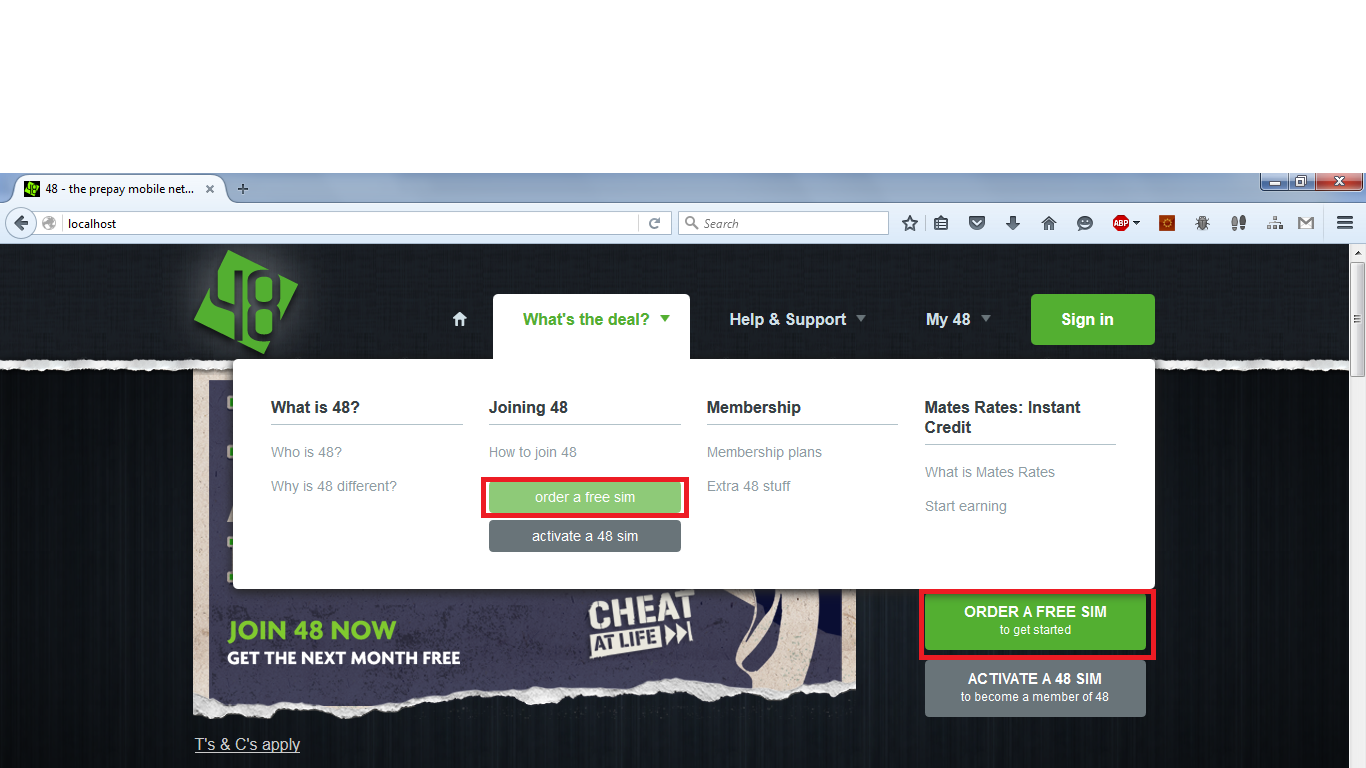 48 - the prepay mobile net...
localhost
Search
ABP
48
What's the deal?
Help & Support
My 48
Sign in
What is 48?
Who is 48?
Why is 48 different?
Joining 48
How to join 48
order a free sim
activate a 48 sim
Membership
Membership plans
Extra 48 stuff
Mates Rates: Instant
Credit
What is Mates Rates
Start earning
JOIN 48 NOW
GET THE NEXT MONTH FREE
CHEAT
AT LIFE
ORDER A FREE SIM
to get started
ACTIVATE A 48 SIM
to become a member of 48
T's & C's apply